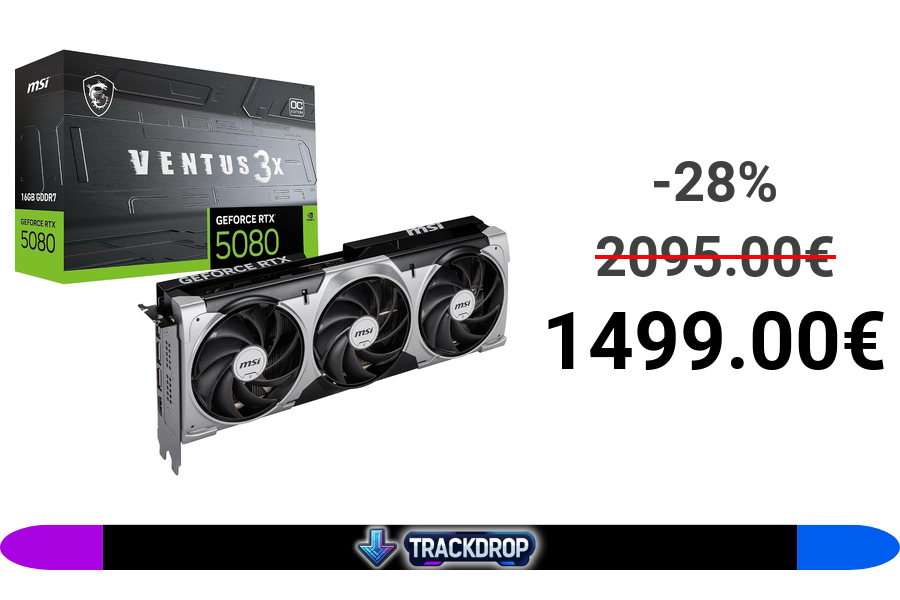 msi
OC
EDITION
VENTUS 3X
16GB GDDR7
GEFORCE RTX
5080
GEFORCE RTX
5080
msi
GEFORCE RTX
msi
msi
msi
-28%
2095.00€
1499.00€
TRACKDROP